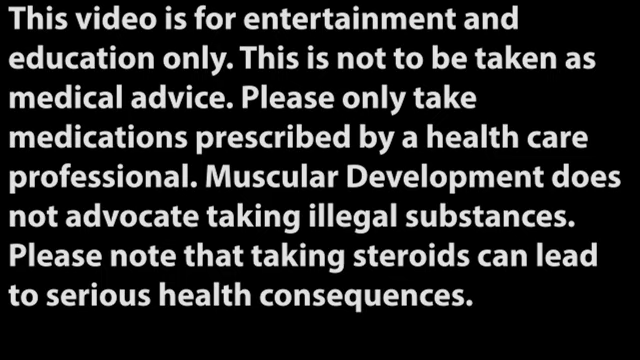 This video is for entertainment and
education only. This is not to be taken as
medical advice. Please only take
medications prescribed by a health care
professional. Muscular Development does
not advocate taking illegal substances.
Please note that taking steroids can lead
to serious health consequences.